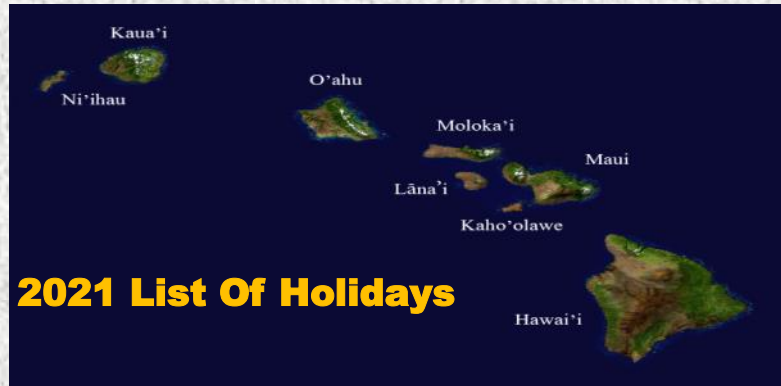 Kaua'i
Ni'ihau
O'ahu
Moloka'i
Maui
Lāna'i
Kaho'olawe
2021 List Of Holidays
Hawai'i